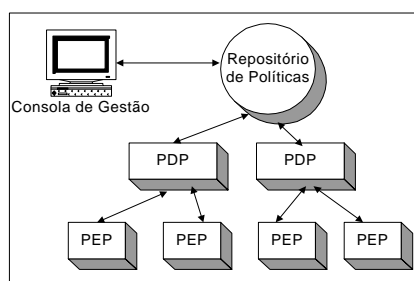 Repositório
de Políticas
Consola de Gestão
PDP
PDP
PEP
PEP
PEP
PEP